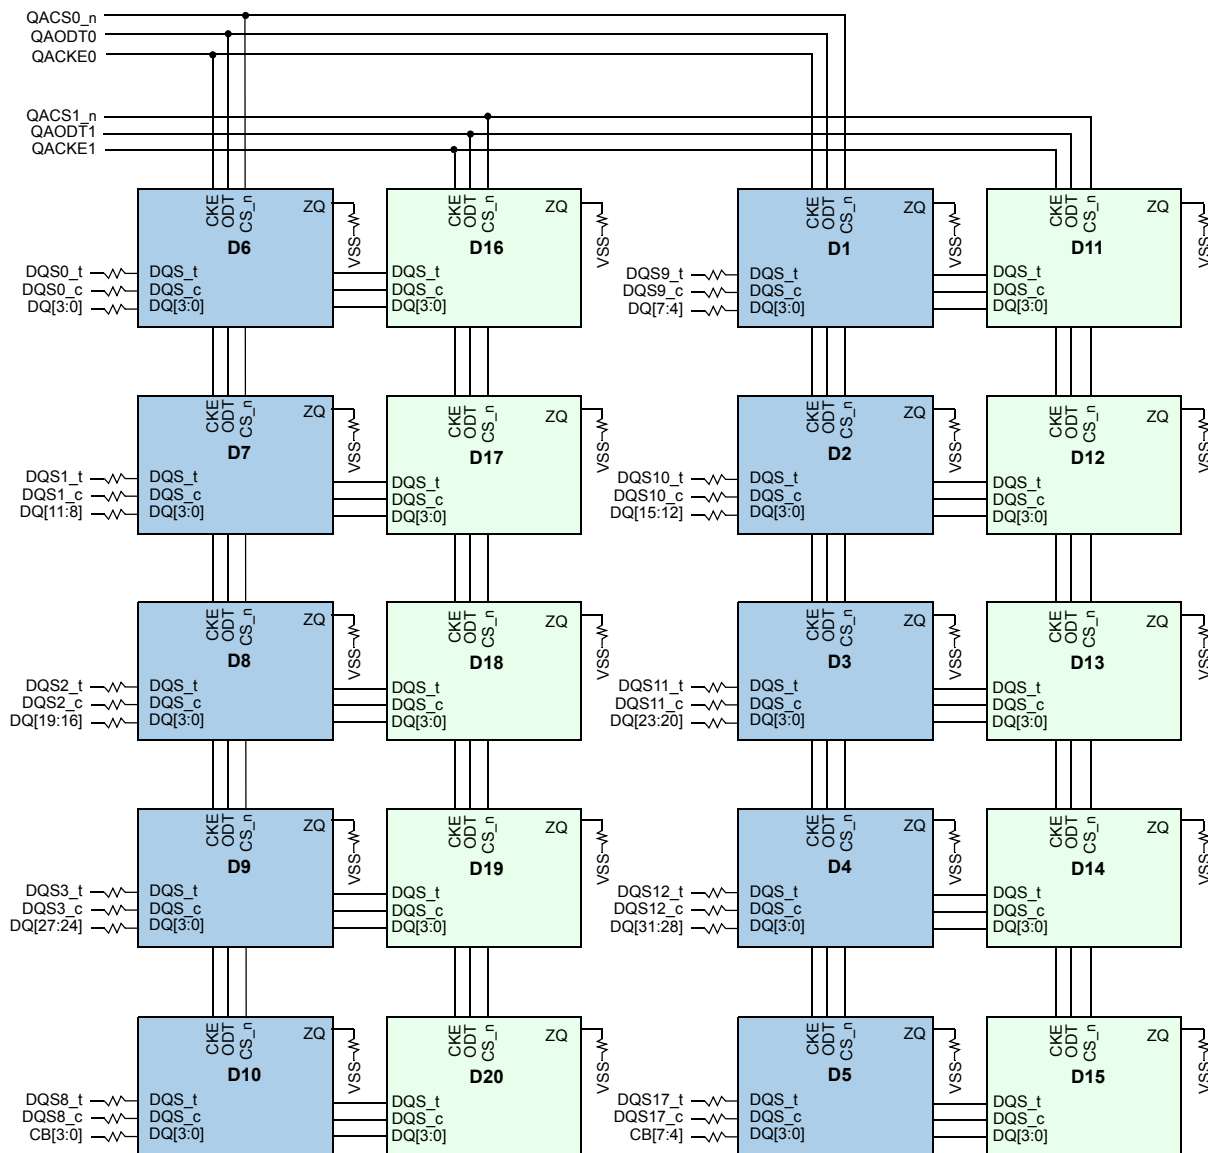 QACS0_n
QAODT0
QACKE0
QACS1_n
QAODT1
QACKE1
CKE
ODT
CS_n
ZQ
VSS
D6
DQS0_t
DQS0_c
DQ[3:0]
DQS_t
DQS_c
DQ[3:0]
CKE
ODT
CS_n
ZQ
VSS
D16
DQS_t
DQS_c
DQ[3:0]
CKE
ODT
CS_n
ZQ
VSS
D1
DQS9_t
DQS9_c
DQ[7:4]
DQS_t
DQS_c
DQ[3:0]
CKE
ODT
CS_n
ZQ
VSS
D11
DQS_t
DQS_c
DQ[3:0]
CKE
ODT
CS_n
ZQ
VSS
D7
DQS1_t
DQS1_c
DQ[11:8]
DQS_t
DQS_c
DQ[3:0]
CKE
ODT
CS_n
ZQ
VSS
D17
DQS_t
DQS_c
DQ[3:0]
CKE
ODT
CS_n
ZQ
VSS
D2
DQS10_t
DQS10_c
DQ[15:12]
DQS_t
DQS_c
DQ[3:0]
CKE
ODT
CS_n
ZQ
VSS
D12
DQS_t
DQS_c
DQ[3:0]
CKE
ODT
CS_n
ZQ
VSS
D8
DQS2_t
DQS2_c
DQ[19:16]
DQS_t
DQS_c
DQ[3:0]
CKE
ODT
CS_n
ZQ
VSS
D18
DQS_t
DQS_c
DQ[3:0]
CKE
ODT
CS_n
ZQ
VSS
D3
DQS11_t
DQS11_c
DQ[23:20]
DQS_t
DQS_c
DQ[3:0]
CKE
ODT
CS_n
ZQ
VSS
D13
DQS_t
DQS_c
DQ[3:0]
CKE
ODT
CS_n
ZQ
VSS
D9
DQS3_t
DQS3_c
DQ[27:24]
DQS_t
DQS_c
DQ[3:0]
CKE
ODT
CS_n
ZQ
VSS
D19
DQS_t
DQS_c
DQ[3:0]
CKE
ODT
CS_n
ZQ
VSS
D4
DQS12_t
DQS12_c
DQ[31:28]
DQS_t
DQS_c
DQ[3:0]
CKE
ODT
CS_n
ZQ
VSS
D14
DQS_t
DQS_c
DQ[3:0]
CKE
ODT
CS_n
ZQ
VSS
D10
DQS8_t
DQS8_c
CB[3:0]
DQS_t
DQS_c
DQ[3:0]
CKE
ODT
CS_n
ZQ
VSS
D20
DQS_t
DQS_c
DQ[3:0]
CKE
ODT
CS_n
ZQ
VSS
D5
DQS17_t
DQS17_c
CB[7:4]
DQS_t
DQS_c
DQ[3:0]
CKE
ODT
CS_n
ZQ
VSS
D15
DQS_t
DQS_c
DQ[3:0]